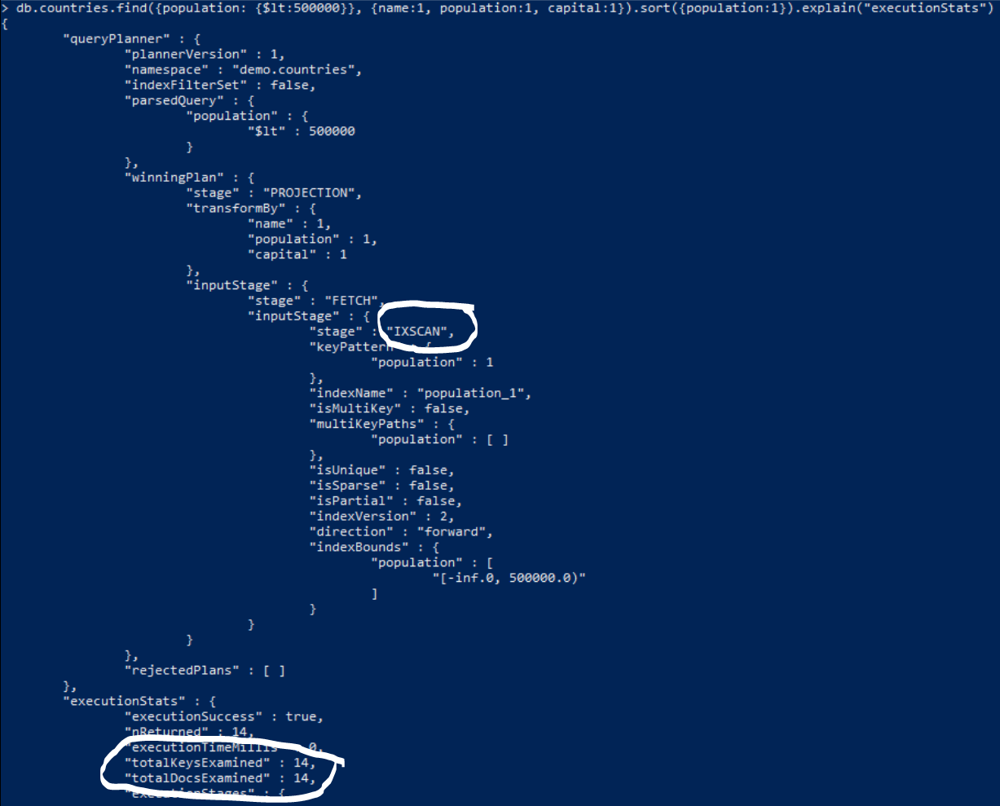 > db.countries.find({population: {$lt:500000}}, {name:1, population:1, capital:1}).sort({population:1}).explain("executionStats")
{
"queryPlanner" : {
"plannerVersion" : 1,
"namespace" : "demo.countries",
"indexFilterSet" : false,
"parsedQuery" : {
"population" : {
"$lt" : 500000
}
},
"winningPlan" : {
"stage" : "PROJECTION",
"transformBy" : {
"name" : 1,
"population" : 1,
"capital" : 1
},
"inputStage" : {
"stage" : "FETCH",
"inputStage" : {
"stage" : "IXSCAN",
"keyPattern" : {
"population" : 1
},
"indexName" : "population_1",
"isMultiKey" : false,
"multiKeyPaths" : {
"population" : [ ]
},
"isUnique" : false,
"isSparse" : false,
"isPartial" : false,
"indexVersion" : 2,
"direction" : "forward",
"indexBounds" : {
"population" : [
"[-inf.0, 500000.0)"
]
}
}
}
},
"rejectedPlans" : [ ]
},
"executionStats" : {
"executionSuccess" : true,
"nReturned" : 14,
"executionTimeMillis" : 0,
"totalKeysExamined" : 14,
"totalDocsExamined" : 14,
"executionStages" : {